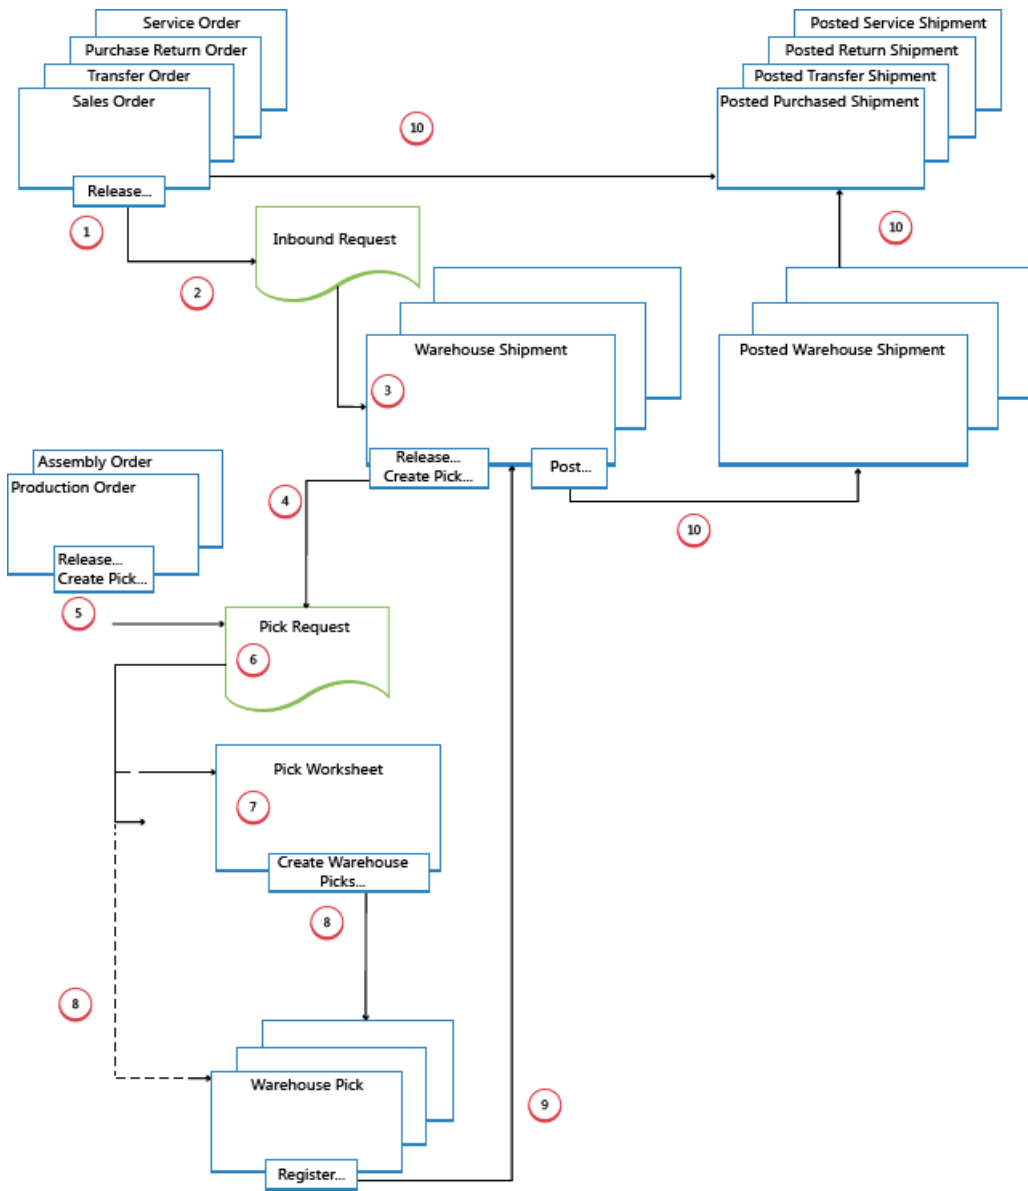 Service Order
Purchase Return Order
Transfer Order
Sales Order
Release...
1
10
Posted Service Shipment
Posted Return Shipment
Posted Transfer Shipment
Posted Purchased Shipment
10
Inbound Request
2
Warehouse Shipment
3
Release...
Create Pick...
Post...
Posted Warehouse Shipment
10
Assembly Order
Production Order
Release...
Create Pick...
4
5
Pick Request
6
Pick Worksheet
7
Create Warehouse
Picks...
8
8
Warehouse Pick
Register...
9